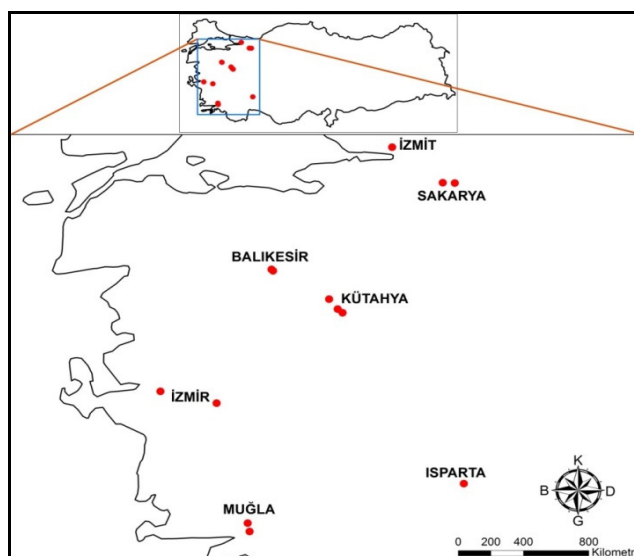 İZMİT
SAKARYA
BALIKESİR
KÜTAHYA
İZMİR
ISPARTA
MUĞLA
K
B D
G
0 200 400 800
Kilometr